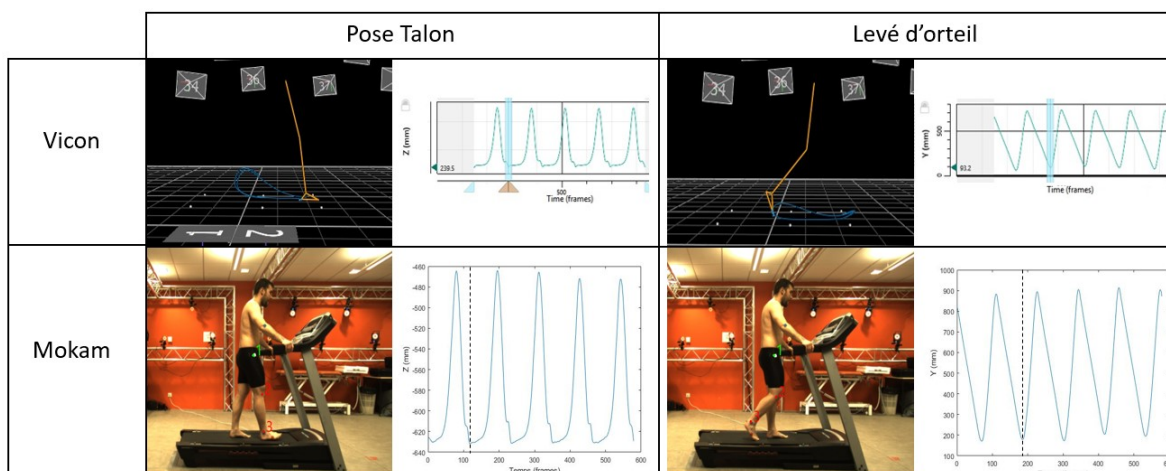 Pose Talon
Levé d'orteil
Vicon
34
36
37
1 2
Z (mm)
239.5
500
Time (frames)
34
36
37
Y (mm)
500
0
93.2
Time (frames)
Mokam
3
-460
-480
-500
-520
-540
-560
-580
-600
-620
-640
Z (mm)
0 100 200 300 400 500 600
Temps (frames)
1000
900
800
700
600
500
400
300
200
100
Y (mm)
0 100 200 300 400 500